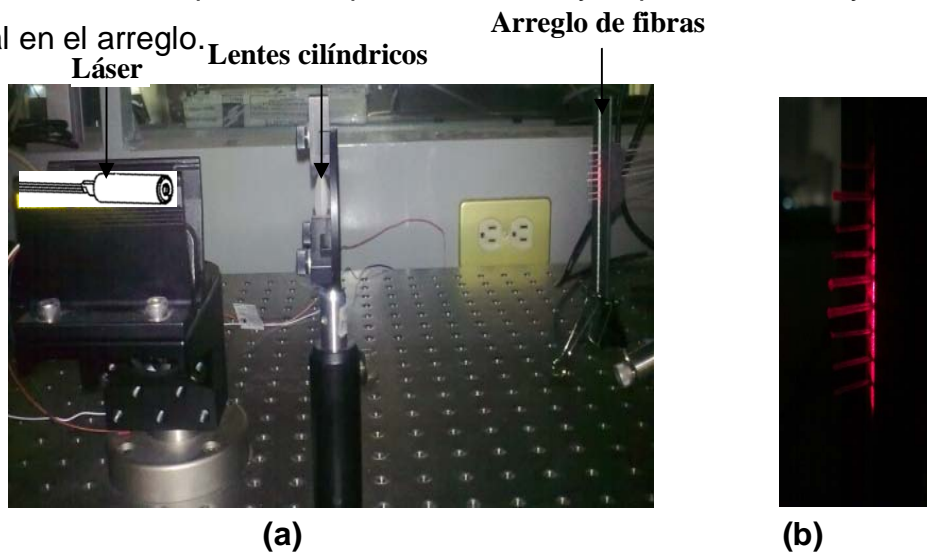 al en el arreglo.
Arreglo de fibras
Láser
Lentes cilíndricos
(a)
(b)